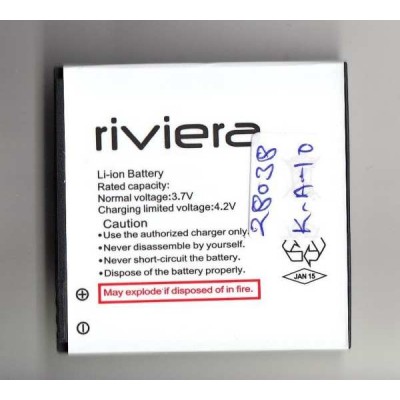 riviera
Li-ion Battery
Rated capacity:
Normal voltage:3.7V
Charging limited voltage:4.2V
Caution
•Use the authorized charger only.
•Never disassemble by yourself.
•Never short-circuit the battery.
•Dispose of the battery properly.
May explode if disposed of in fire.
JAN 15
28038
K-A-10